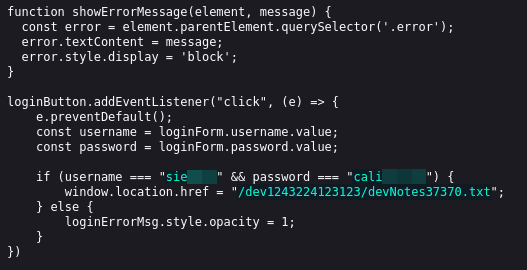 function showErrorMessage(element, message) {
  const error = element.parentElement.querySelector('.error');
  error.textContent = message;
  error.style.display = 'block';
}

loginButton.addEventListener("click", (e) => {
    e.preventDefault();
    const username = loginForm.username.value;
    const password = loginForm.password.value;

    if (username === "sie" && password === "cali") {
        window.location.href = "/dev1243224123123/devNotes37370.txt";
    } else {
        loginErrorMsg.style.opacity = 1;
    }
})